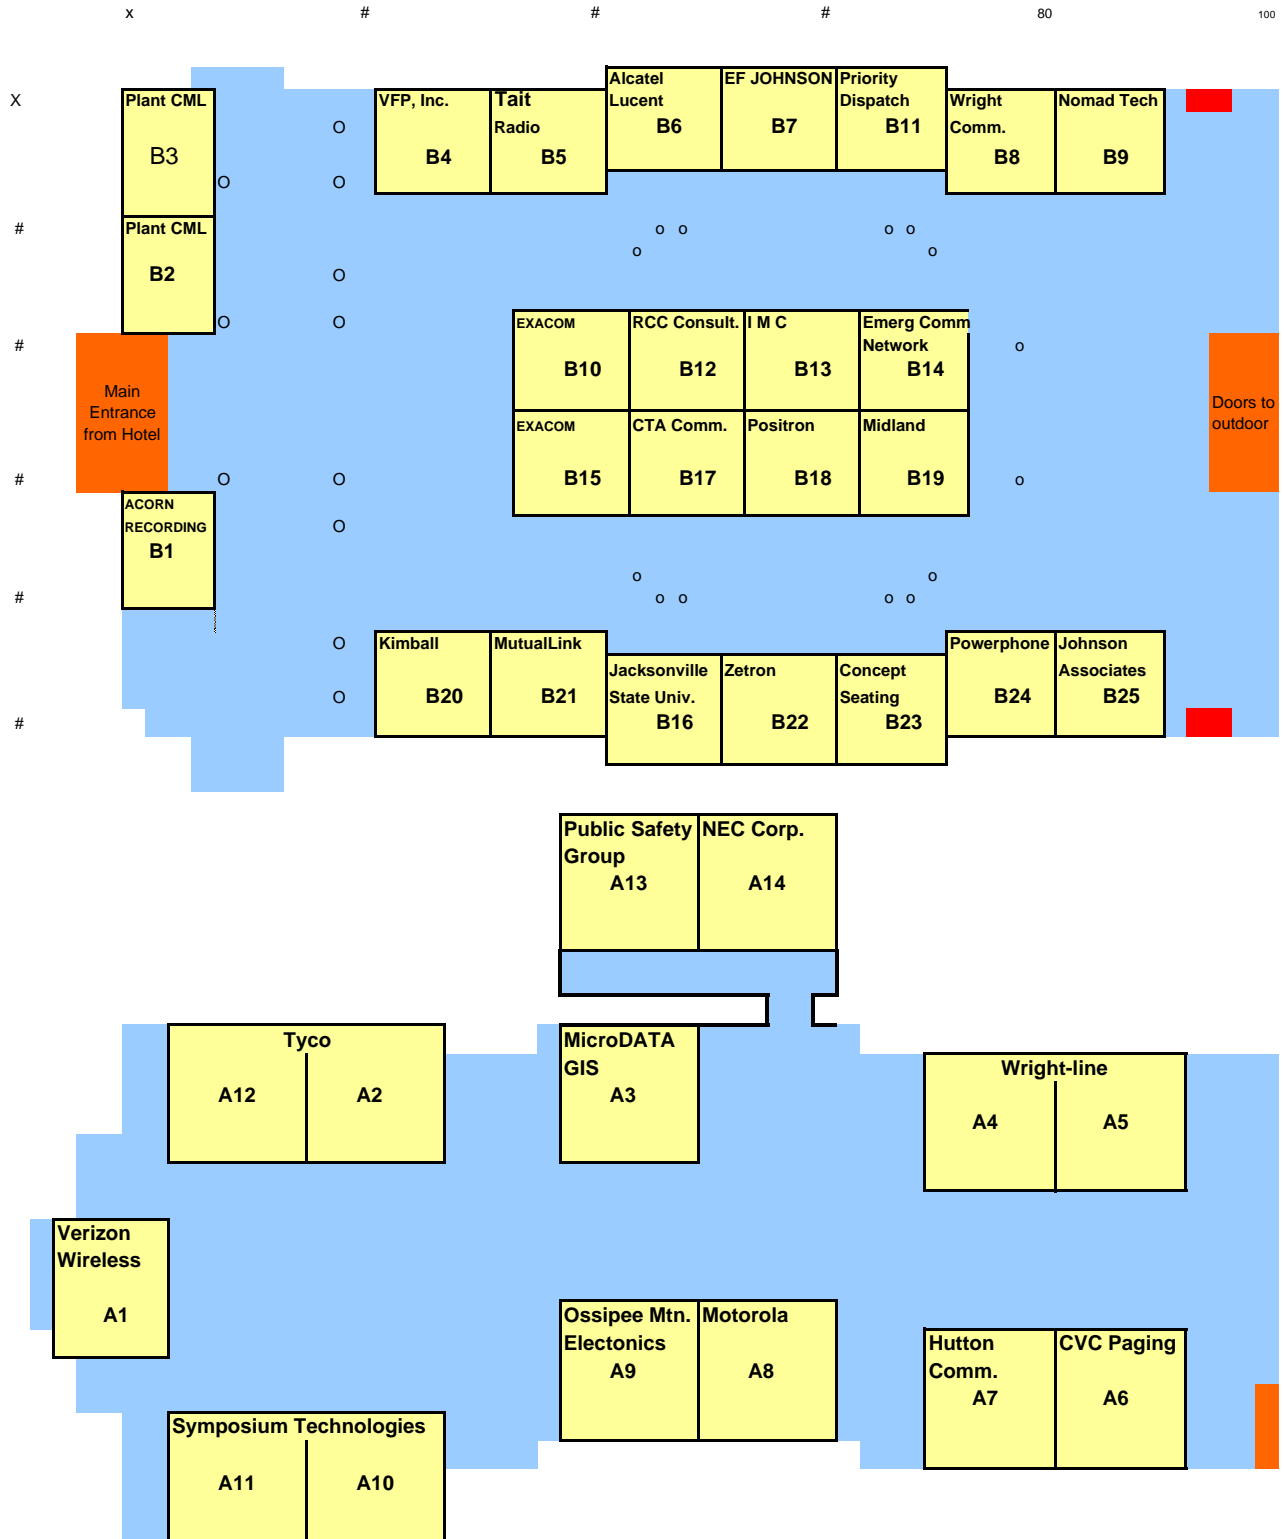 x # # # 80 100
X
Plant CML
B3
O
O
O
VFP, Inc.
B4
Tait
Radio
B5
Alcatel
Lucent
B6
EF JOHNSON
B7
Priority
Dispatch
B11
Wright
Comm.
B8
Nomad Tech
B9
#
Plant CML
B2
O
O
O
o o
o
o o
o
#
Main
Entrance
from Hotel
EXACOM
B10
RCC Consult.
B12
I M C
B13
Emerg Comm
Network
B14
o
Doors to
outdoor
#
O
O
EXACOM
B15
CTA Comm.
B17
Positron
B18
Midland
B19
o
ACORN
RECORDING
B1
O
#
o
o o
o
o o
O
O
Kimball
B20
MutualLink
B21
Jacksonville
State Univ.
B16
Zetron
B22
Concept
Seating
B23
Powerphone
B24
Johnson
Associates
B25
#
Public Safety
Group
A13
NEC Corp.
A14
Tyco
A12 A2
MicroDATA
GIS
A3
Wright-line
A4 A5
Verizon
Wireless
A1
Ossipee Mtn.
Electonics
A9
Motorola
A8
Hutton
Comm.
A7
CVC Paging
A6
Symposium Technologies
A11 A10